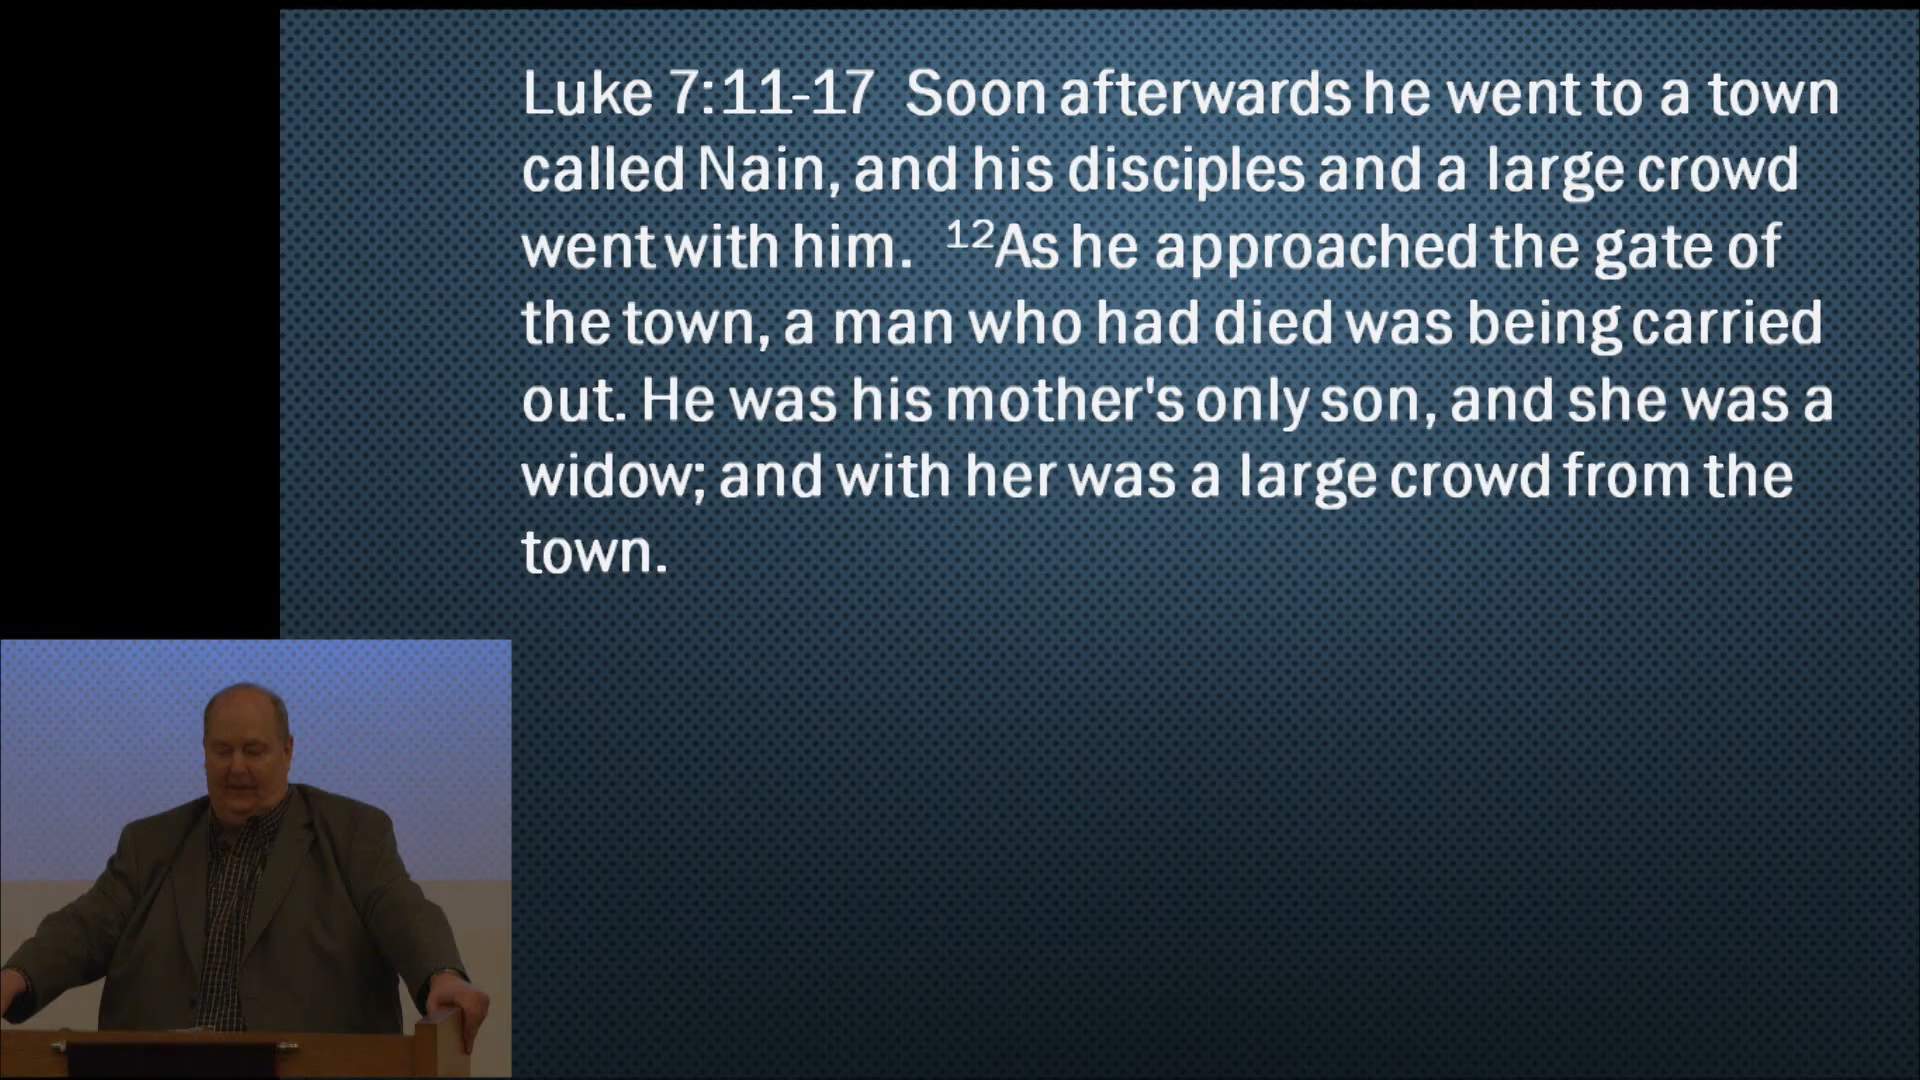 Luke 7:11-17 Soon afterwards he went to a town
called Nain, and his disciples and a large crowd
went with him. ¹²As he approached the gate of
the town, a man who had died was being carried
out. He was his mother's only son, and she was a
widow; and with her was a large crowd from the
town.